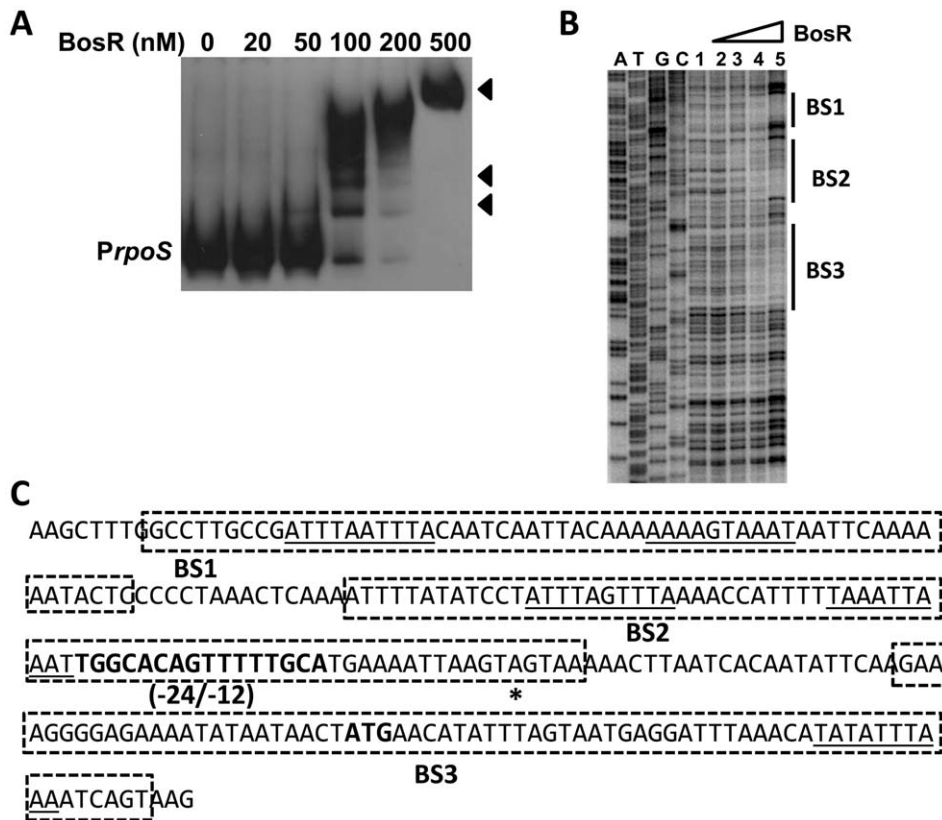 A
BosR (nM) 0 20 50 100 200 500
PrpoS
B
BosR
A T G C 1 2 3 4 5
BS1
BS2
BS3
C
AAGCTTTGGCCTTGCCGATTTAATTTACAATCAATTACAAAAAAAGTAAATAATTCAAAA
AATACTGCCCCTAAACTCAAAATTTTATATCCTATTTAGTTTAAAACCATTTTTAAATTA
BS1
BS2
AATTGGCACAGTTTTTGCATGAAAATTAAGTAGTAAAAACTTAATCACAATATTCAAGAA
(-24/-12) *
AGGGGAGAAAATATAATAACTATGAACATATTTAGTAATGAGGATTTAAACATATATTTA
BS3
AAATCAGTAAG